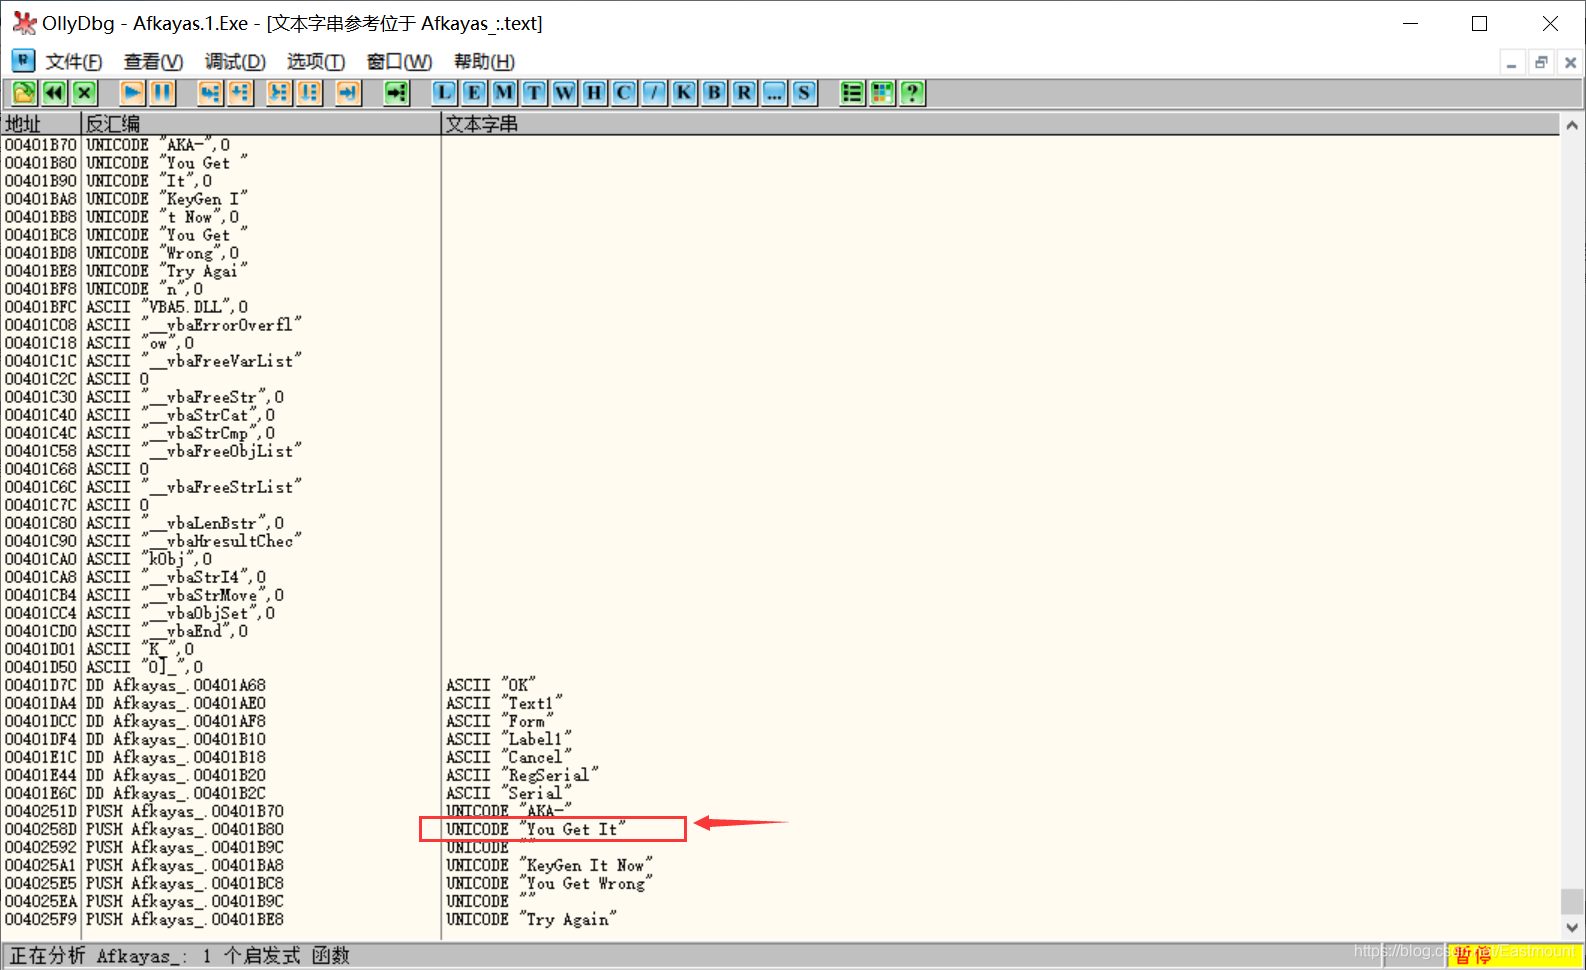 OllyDbg - Afkayas.1.Exe - [文本字串参考位于 Afkayas_:.text]
文件(F) 查看(V) 调试(D) 选项(T) 窗口(W) 帮助(H)
L E M T W H C / K B R ... S ?
地址 反汇编 文本字串
00401B70 UNICODE "AKA-",0
00401B80 UNICODE "You Get "
00401B90 UNICODE "It",0
00401BA8 UNICODE "KeyGen I"
00401BB8 UNICODE "t Now",0
00401BC8 UNICODE "You Get "
00401BD8 UNICODE "Wrong",0
00401BE8 UNICODE "Try Agai"
00401BF8 UNICODE "n",0
00401BFC ASCII "VBA5.DLL",0
00401C08 ASCII "__vbaErrorOverfl"
00401C18 ASCII "ow",0
00401C1C ASCII "__vbaFreeVarList"
00401C2C ASCII 0
00401C30 ASCII "__vbaFreeStr",0
00401C40 ASCII "__vbaStrCat",0
00401C4C ASCII "__vbaStrCmp",0
00401C58 ASCII "__vbaFreeObjList"
00401C68 ASCII 0
00401C6C ASCII "__vbaFreeStrList"
00401C7C ASCII 0
00401C80 ASCII "__vbaLenBstr",0
00401C90 ASCII "__vbaHresultChec"
00401CA0 ASCII "kObj",0
00401CA8 ASCII "__vbaStrI4",0
00401CB4 ASCII "__vbaStrMove",0
00401CC4 ASCII "__vbaObjSet",0
00401CD0 ASCII "__vbaEnd",0
00401D01 ASCII "K_",0
00401D50 ASCII "O]_",0
00401D7C DD Afkayas_.00401A68 ASCII "OK"
00401DA4 DD Afkayas_.00401AE0 ASCII "Text1"
00401DCC DD Afkayas_.00401AF8 ASCII "Form"
00401DF4 DD Afkayas_.00401B10 ASCII "Label1"
00401E1C DD Afkayas_.00401B18 ASCII "Cancel"
00401E44 DD Afkayas_.00401B20 ASCII "RegSerial"
00401E6C DD Afkayas_.00401B2C ASCII "Serial"
0040251D PUSH Afkayas_.00401B70 UNICODE "AKA-"
0040258D PUSH Afkayas_.00401B80 UNICODE "You Get It"
00402592 PUSH Afkayas_.00401B9C UNICODE ""
004025A1 PUSH Afkayas_.00401BA8 UNICODE "KeyGen It Now"
004025E5 PUSH Afkayas_.00401BC8 UNICODE "You Get Wrong"
004025EA PUSH Afkayas_.00401B9C UNICODE ""
004025F9 PUSH Afkayas_.00401BE8 UNICODE "Try Again"
正在分析 Afkayas_: 1 个启发式 函数 暂停
https://blog.csdn.net/Eastmount